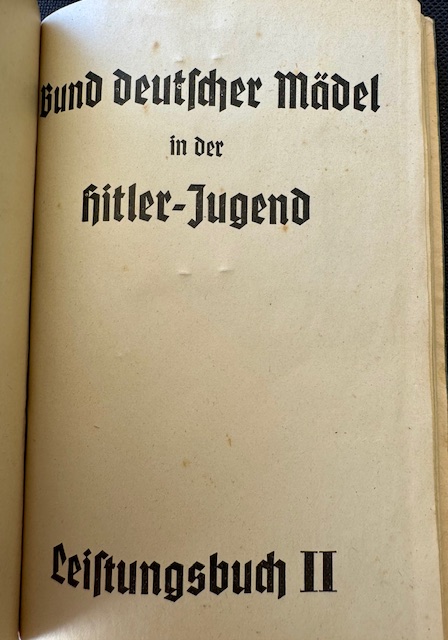 Bund deutscher Mädel
in der
Hitler-Jugend
Leistungsbuch II